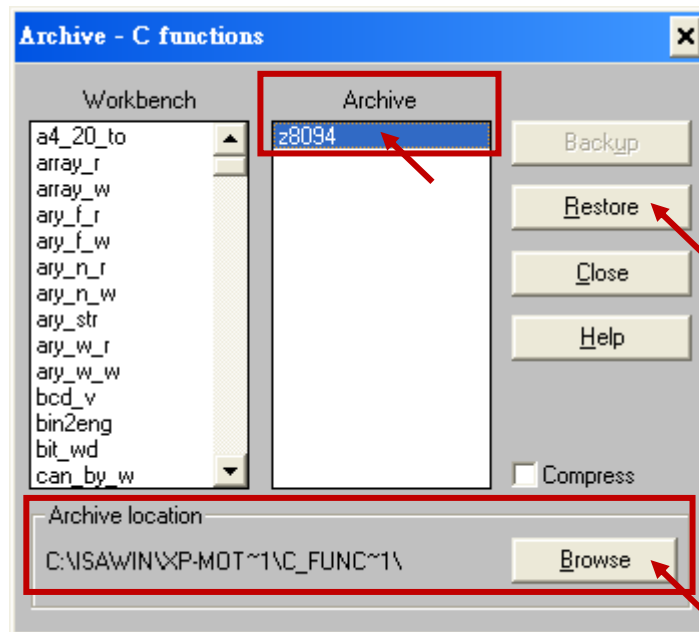 Archive - C functions
Workbench
Archive
a4_20_to
array_r
array_w
ary_f_r
ary_f_w
ary_n_r
ary_n_w
ary_str
ary_w_r
ary_w_w
bcd_v
bin2eng
bit_wd
can_by_w
z8094
Backup
Restore
Close
Help
Compress
Archive location
C:\ISAWIN\XP-MOT~1\C_FUNC~1\
Browse